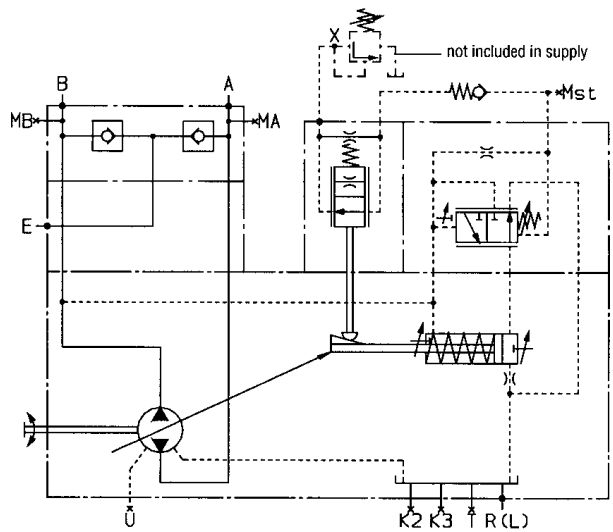 X
not included in supply
B
A
MB
MA
Mst
E
U
K2
K3
T
R(L)